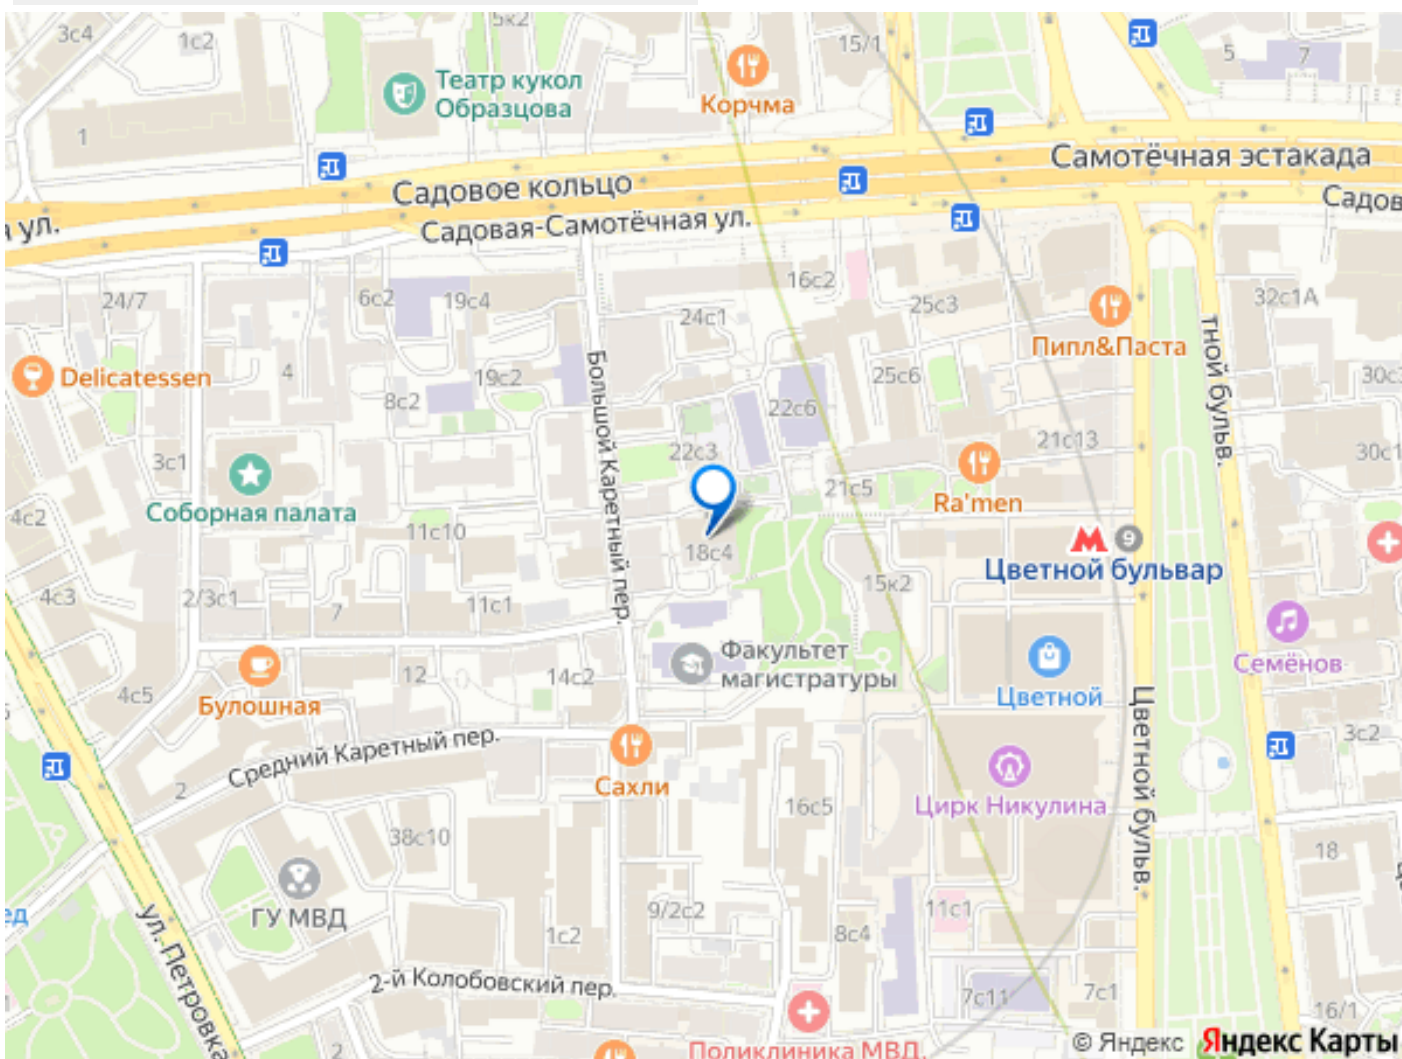 3с4
1с2
5к2
15/1
5
7
Театр кукол
Образцова
Корчма
1
Самотёчная эстакада
Садовое кольцо
Садов
ул.
Садовая-Самотёчная ул.
16с2
24/7
6с2
19с4
24с1
25с3
32с1А
Пипл&Паста
тной бульв.
Delicatessen
4
19с2
Большой Каретный пер.
25с6
30с3
8с2
22с6
21с13
3с1
22с3
30с1
Ra'men
21с5
Соборная палата
4с2
11с10
18с4
9
Цветной бульвар
15к2
4с3
2/3с1
7
11с1
Факультет
магистратуры
Семёнов
12
14с2
4с5
Булошная
Цветной
Цветной бульв.
Средний Каретный пер.
3с2
2
Сахли
Цирк Никулина
16с5
38с10
18
ГУ МВД
ед
9/2с2
11с1
1с2
8с4
ул. Петровка
2-й Колобовский пер.
7с11
7с1
16/1
2
Поликлиника МВД,
© Яндекс
Яндекс Карты